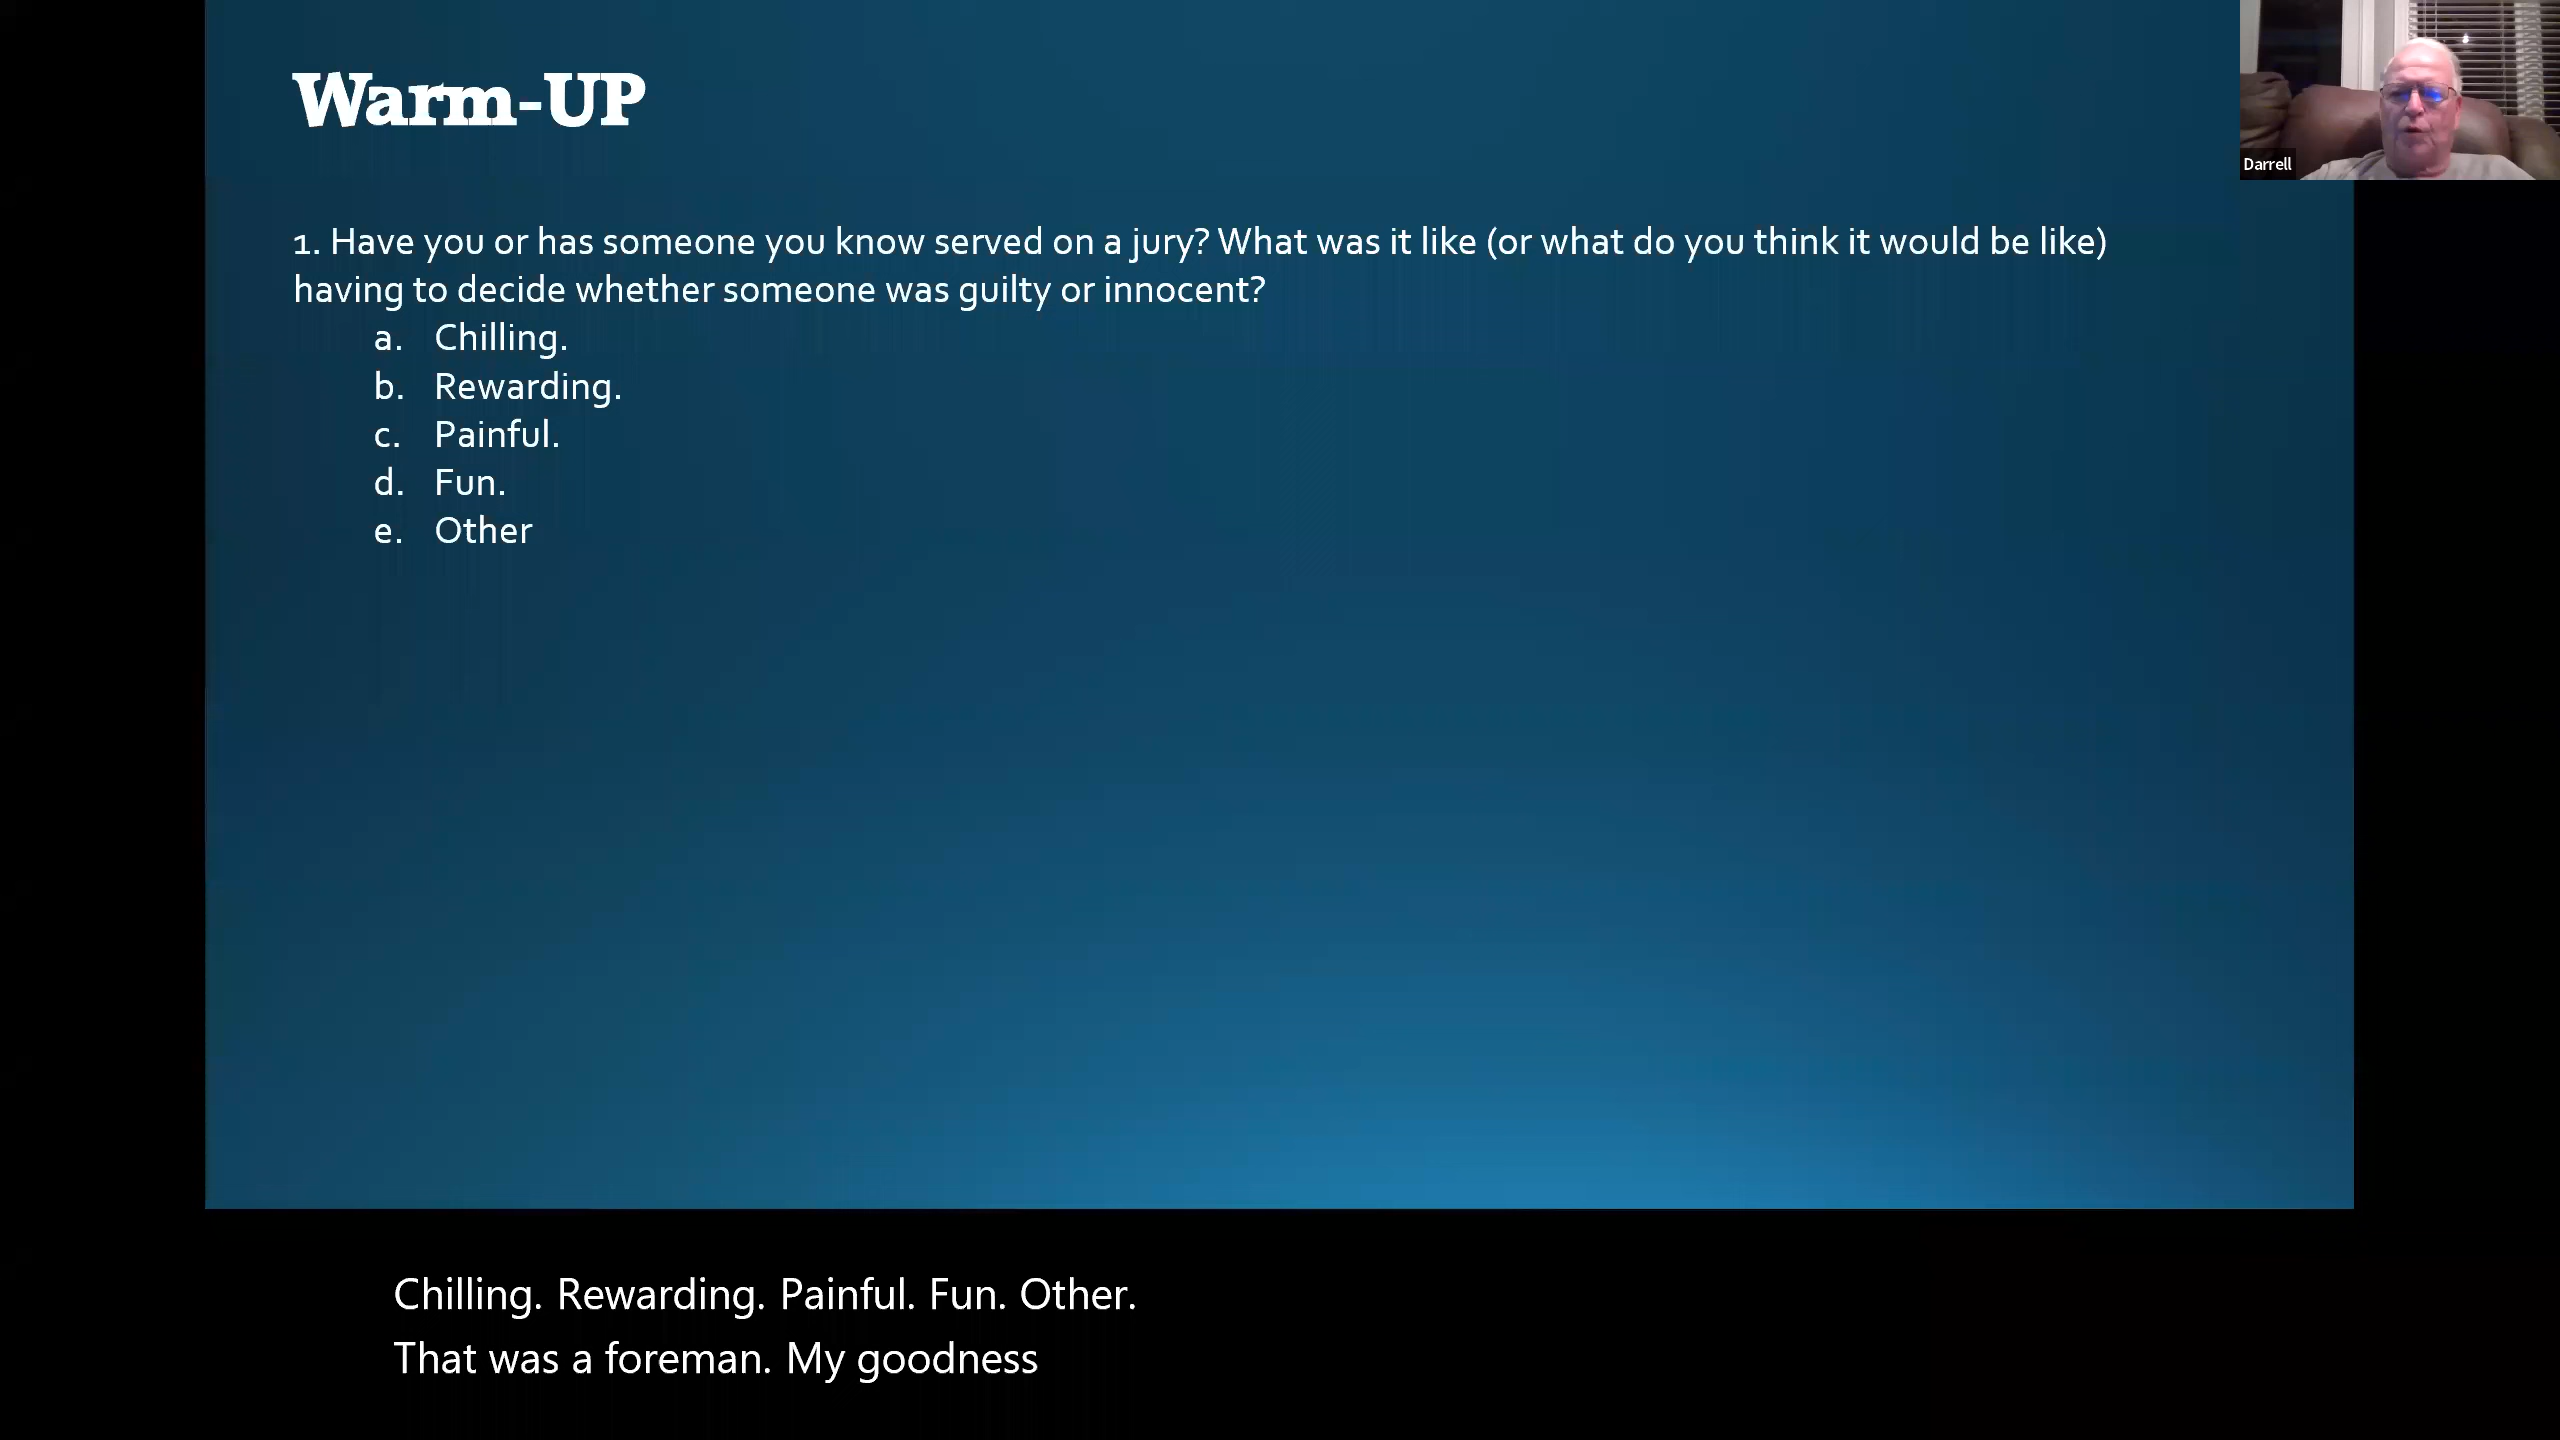 Warm-UP
Darrell
1. Have you or has someone you know served on a jury? What was it like (or what do you think it would be like)
having to decide whether someone was guilty or innocent?
a. Chilling.
b. Rewarding.
c. Painful.
d. Fun.
e. Other
Chilling. Rewarding. Painful. Fun. Other.
That was a foreman. My goodness